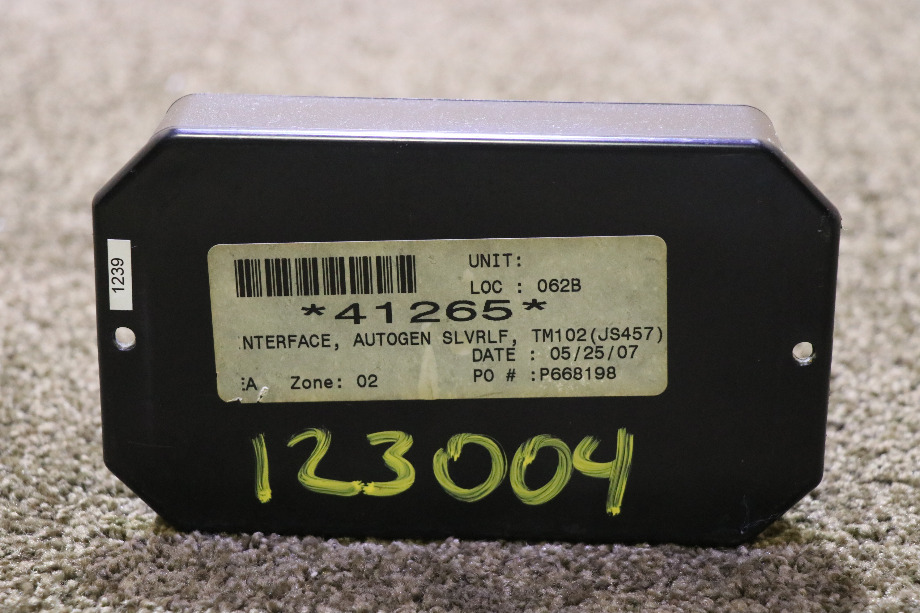 1239
UNIT:
LOC : 062B
*41265*
NTERFACE, AUTOGEN SLVRLF, TM102(JS457)
DATE : 05/25/07
EA Zone: 02 PO # :P668198
123004